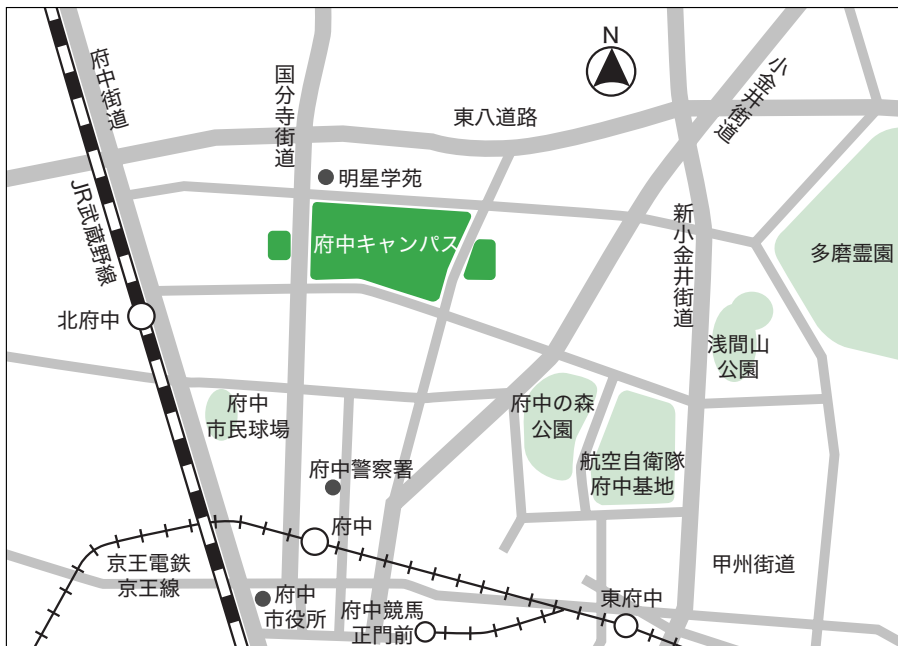 N
府中街道
国分寺街道
東八道路
小金井街道
明星学苑
JR武蔵野線
府中キャンパス
新小金井街道
多磨霊園
北府中
浅間山
公園
府中
市民球場
府中の森
公園
府中警察署
航空自衛隊
府中基地
府中
京王電鉄
京王線
甲州街道
府中
市役所
府中競馬
正門前
東府中